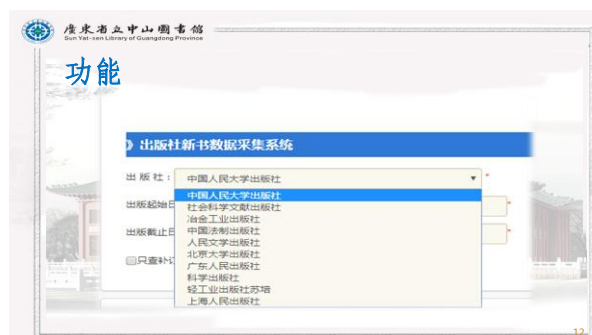 廣東省立中山圖書館
Sun Yat-sen Library of Guangdong Province
功能
出版社新书数据采集系统
出 版 社： 中国人民大学出版社
中国人民大学出版社
出版起始日 社会科学文献出版社
冶金工业出版社
出版截止日 中国法制出版社
人民文学出版社
北京大学出版社
只查补订 广东人民出版社
科学出版社
轻工业出版社苏培
上海人民出版社
12